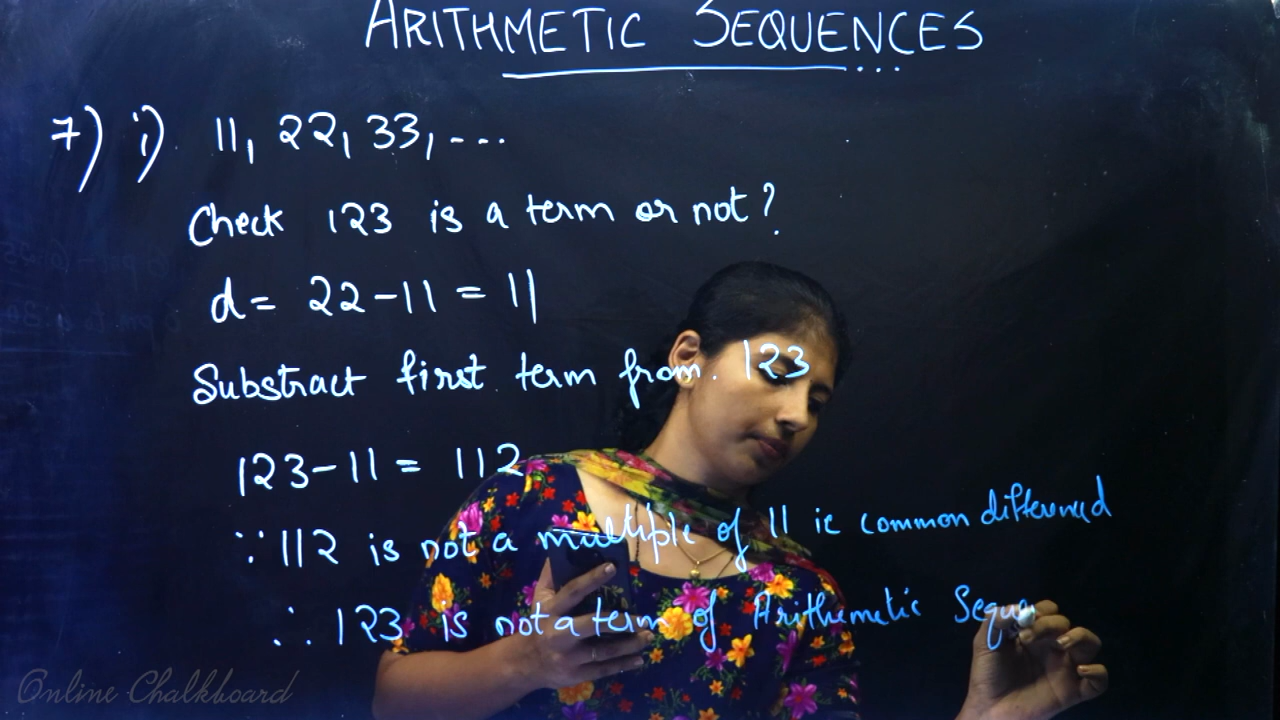 ARITHMETIC SEQUENCES
7) i) 11, 22, 33, ---
Check 123 is a term or not?
d = 22-11 = 11
Substract first term from. 123
123-11 = 112
∵ 112 is not a multiple of 11 ie common differenced
∴ 123 is not a term of Arithemetic Seque
Online Chalkboard